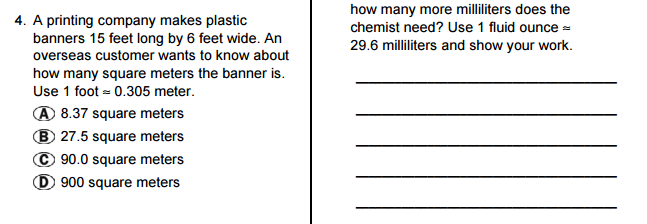 4. A printing company makes plastic
banners 15 feet long by 6 feet wide. An
overseas customer wants to know about
how many square meters the banner is.
Use 1 foot ≈ 0.305 meter.
A 8.37 square meters
B 27.5 square meters
C 90.0 square meters
D 900 square meters
how many more milliliters does the
chemist need? Use 1 fluid ounce ≈
29.6 milliliters and show your work.